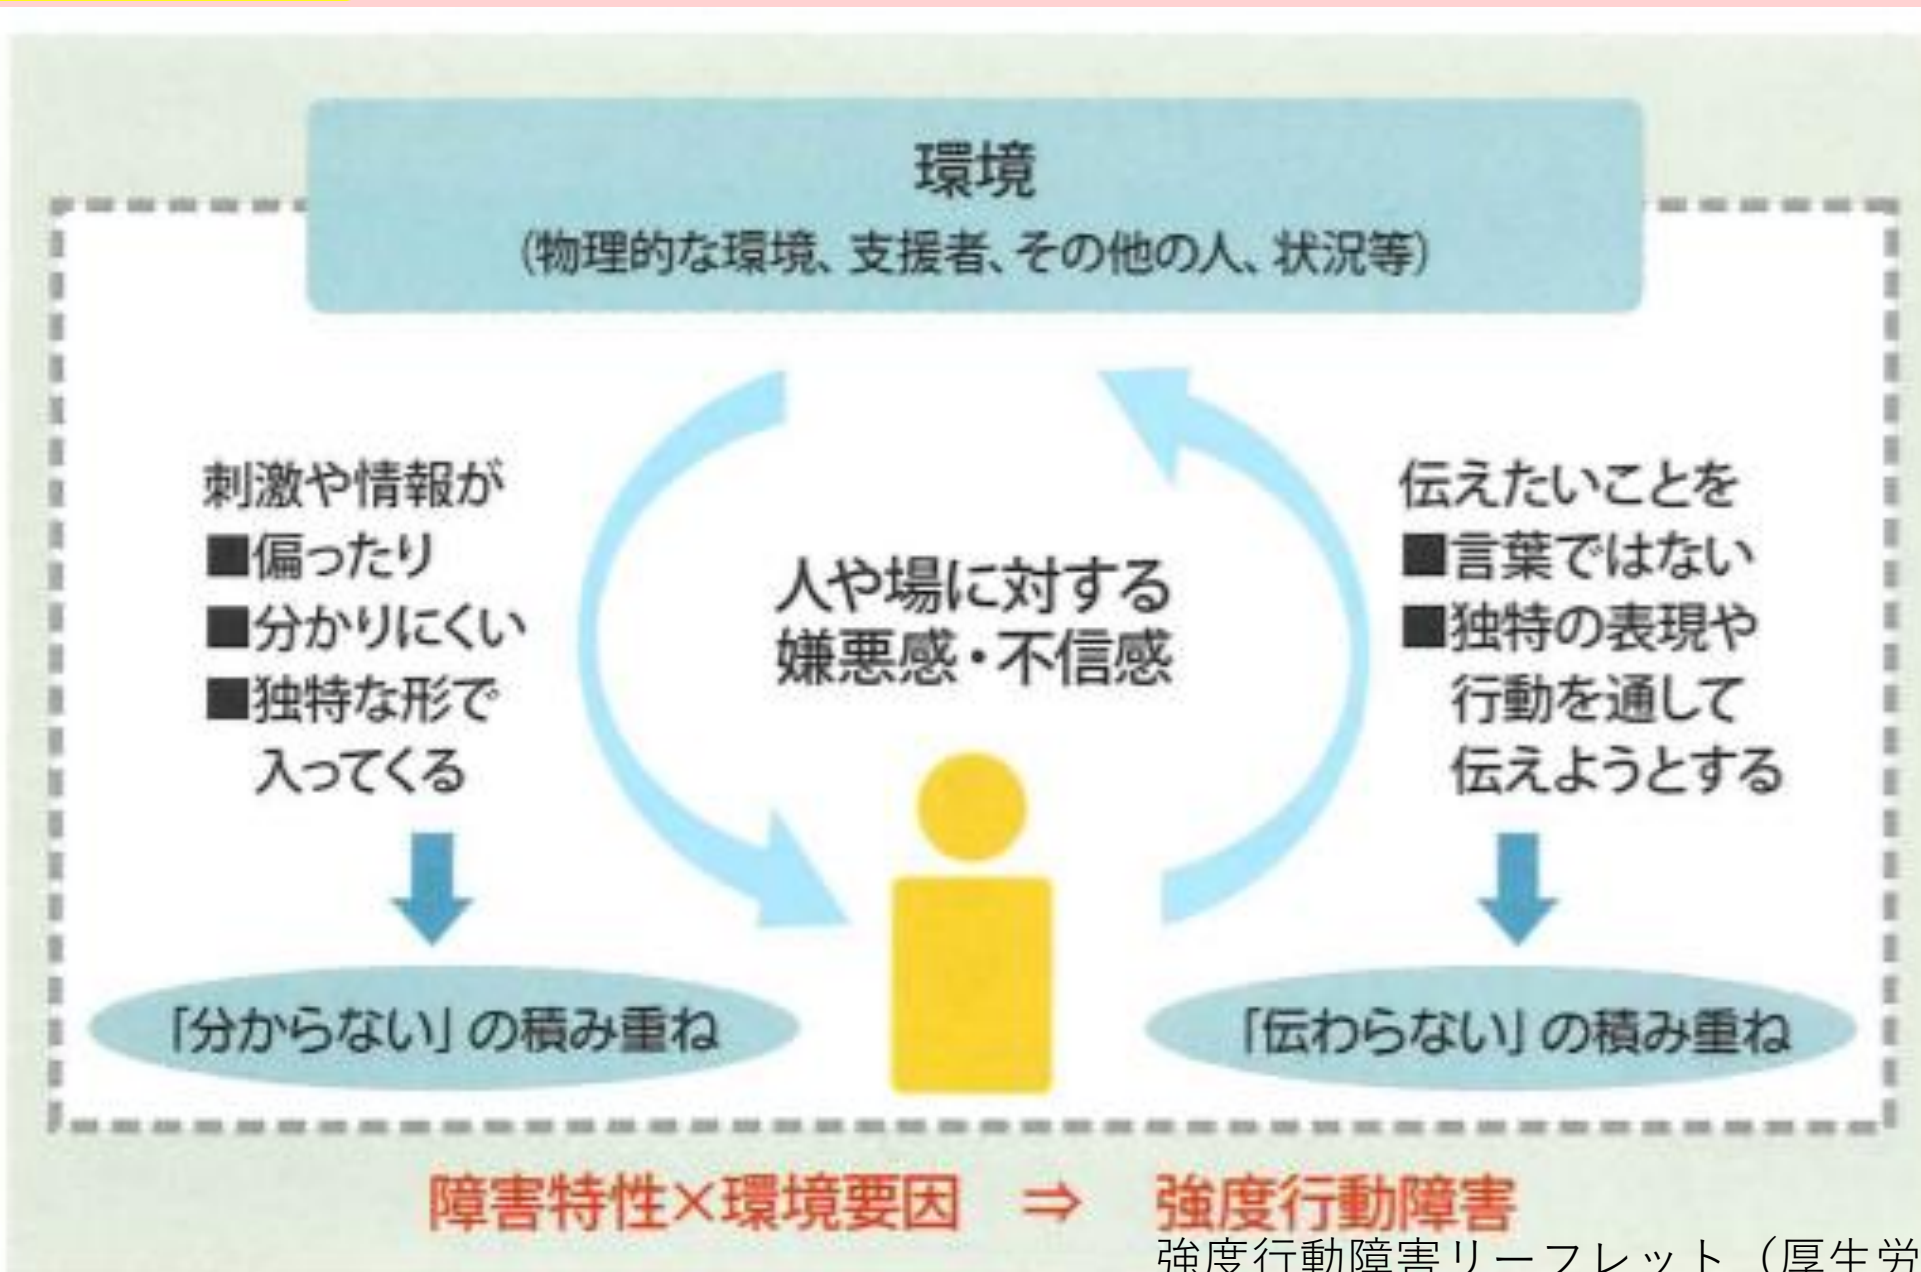 環境
(物理的な環境、支援者、その他の人、状況等)
刺激や情報が
■偏ったり
■分かりにくい
■独特な形で
入ってくる
人や場に対する
嫌悪感・不信感
伝えたいことを
■言葉ではない
■独特の表現や
行動を通して
伝えようとする
「分からない」の積み重ね
「伝わらない」の積み重ね
障害特性×環境要因 ⇒ 強度行動障害
強度行動障害リーフレット（厚生労